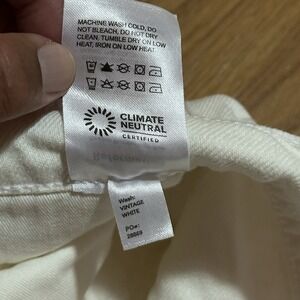 MACHINE WASH COLD, DO
NOT BLEACH, DO NOT DRY
CLEAN, TUMBLE DRY ON LOW
HEAT, IRON ON LOW HEAT.
CLIMATE
NEUTRAL
CERTIFIED
Wash:
VINTAGE
WHITE
PO#: